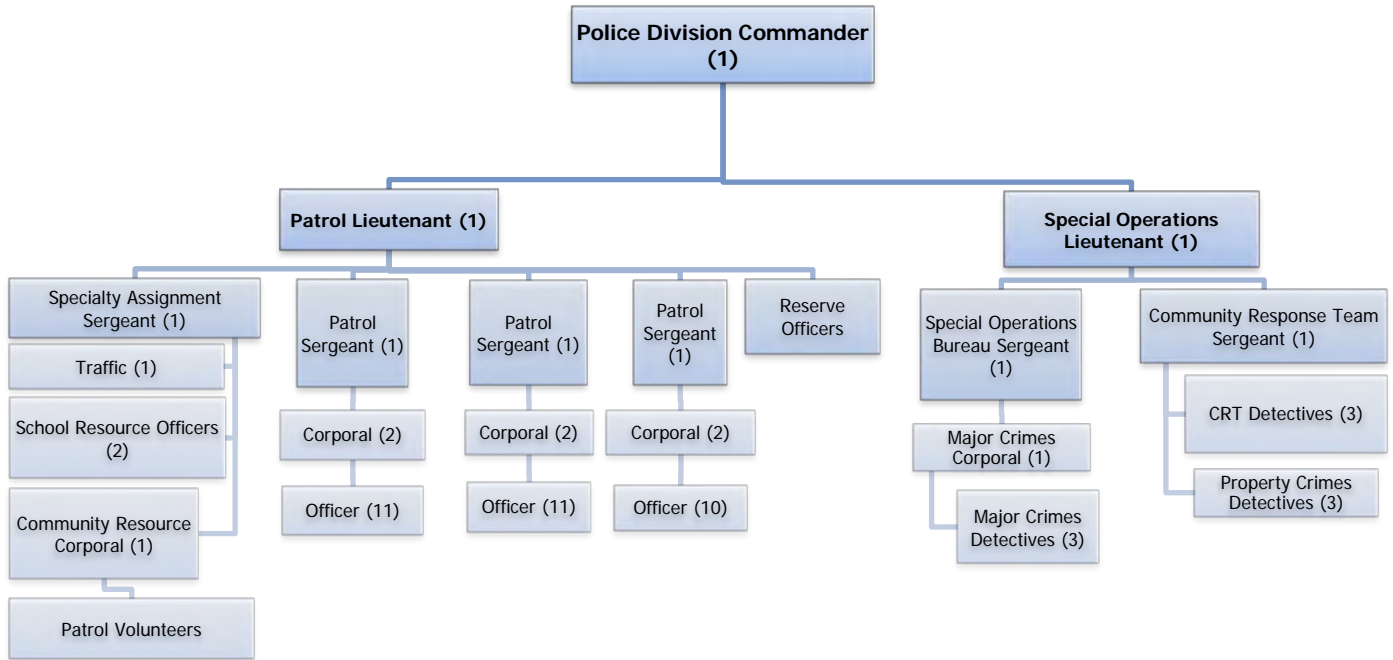 Police Division Commander
(1)
Patrol Lieutenant (1)
Special Operations
Lieutenant (1)
Specialty Assignment
Sergeant (1)
Traffic (1)
School Resource Officers
(2)
Community Resource
Corporal (1)
Patrol Volunteers
Patrol
Sergeant (1)
Corporal (2)
Officer (11)
Patrol
Sergeant (1)
Corporal (2)
Officer (11)
Patrol
Sergeant
(1)
Corporal (2)
Officer (10)
Reserve
Officers
Special Operations
Bureau Sergeant
(1)
Major Crimes
Corporal (1)
Major Crimes
Detectives (3)
Community Response Team
Sergeant (1)
CRT Detectives (3)
Property Crimes
Detectives (3)